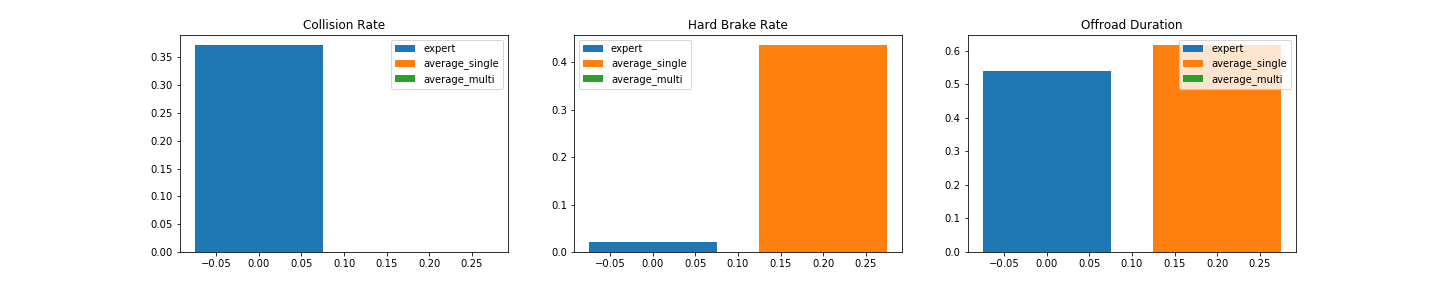 Collision Rate
0.35
0.30
0.25
0.20
0.15
0.10
0.05
0.00
−0.05 0.00 0.05 0.10 0.15 0.20 0.25
expert
average_single
average_multi
Hard Brake Rate
0.4
0.3
0.2
0.1
0.0
−0.05 0.00 0.05 0.10 0.15 0.20 0.25
expert
average_single
average_multi
Offroad Duration
0.6
0.5
0.4
0.3
0.2
0.1
0.0
−0.05 0.00 0.05 0.10 0.15 0.20 0.25
expert
average_single
average_multi